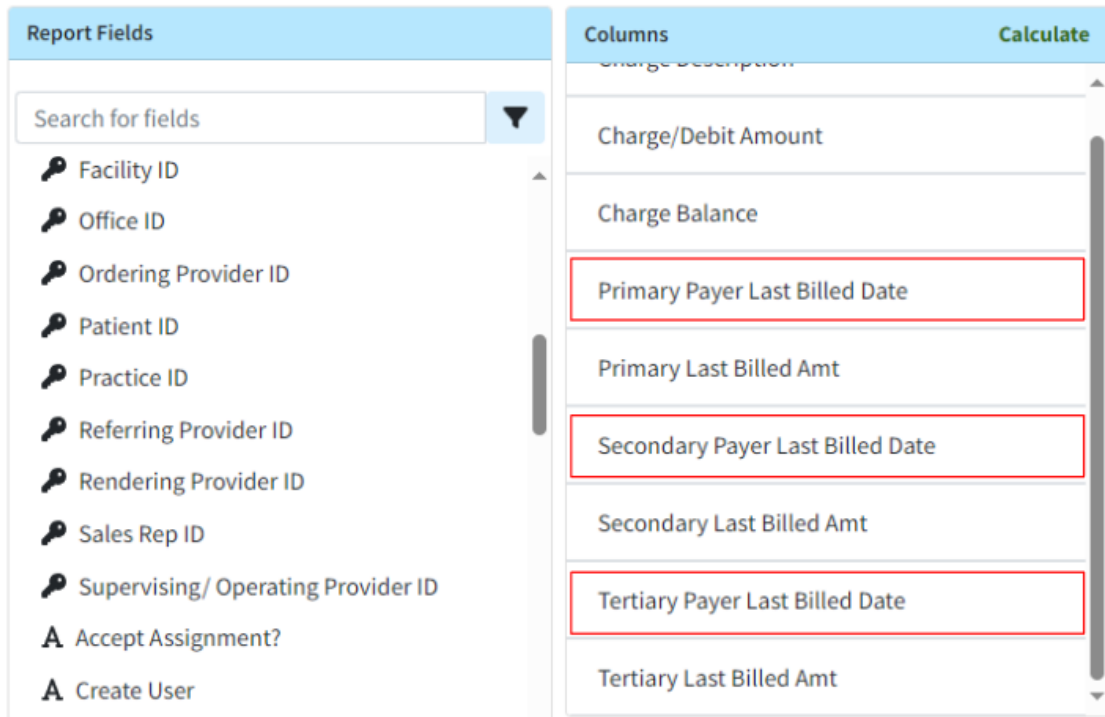 Report Fields
Search for fields
Facility ID
Office ID
Ordering Provider ID
Patient ID
Practice ID
Referring Provider ID
Rendering Provider ID
Sales Rep ID
Supervising/ Operating Provider ID
A Accept Assignment?
A Create User
Columns
Calculate
Charge Description
Charge/Debit Amount
Charge Balance
Primary Payer Last Billed Date
Primary Last Billed Amt
Secondary Payer Last Billed Date
Secondary Last Billed Amt
Tertiary Payer Last Billed Date
Tertiary Last Billed Amt